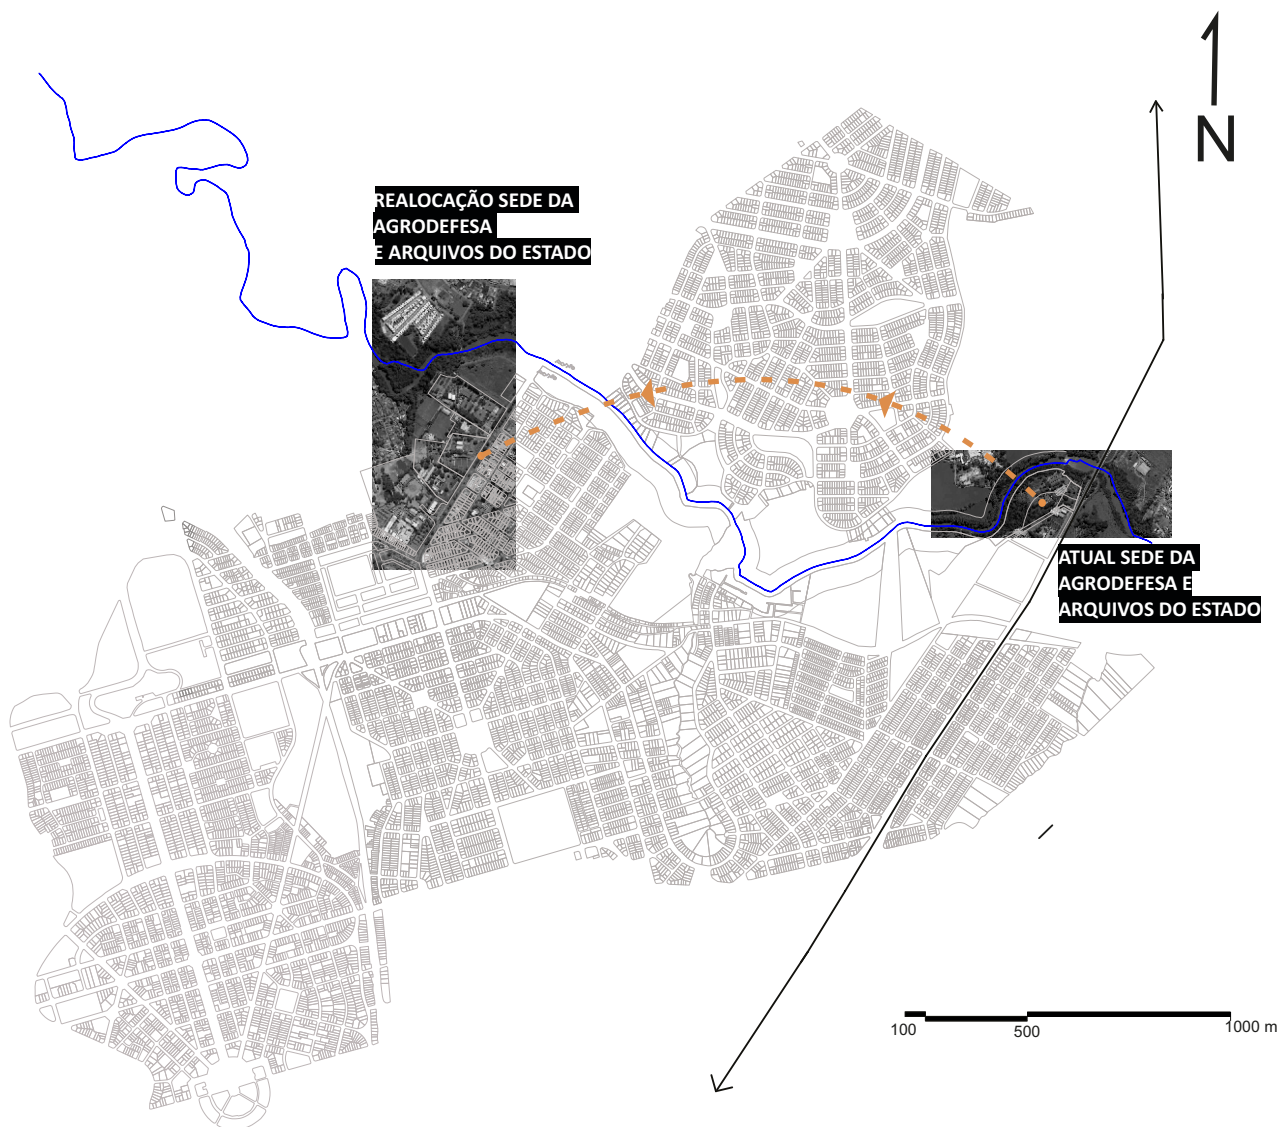 N
REALOCAÇÃO SEDE DA
AGRODEFESA
E ARQUIVOS DO ESTADO
ATUAL SEDE DA
AGRODEFESA E
ARQUIVOS DO ESTADO
100
500
1000 m